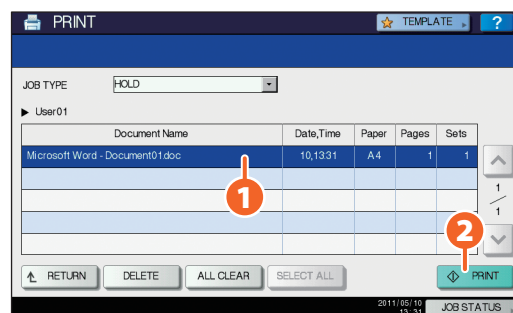 PRINT
TEMPLATE
?
JOB TYPE HOLD
User01
Document Name Date,Time Paper Pages Sets
Microsoft Word - Document01.doc 10,13:31 A4 1 1
1
1
1
2
RETURN DELETE ALL CLEAR SELECT ALL PRINT
2011/05/10
13:31
JOB STATUS